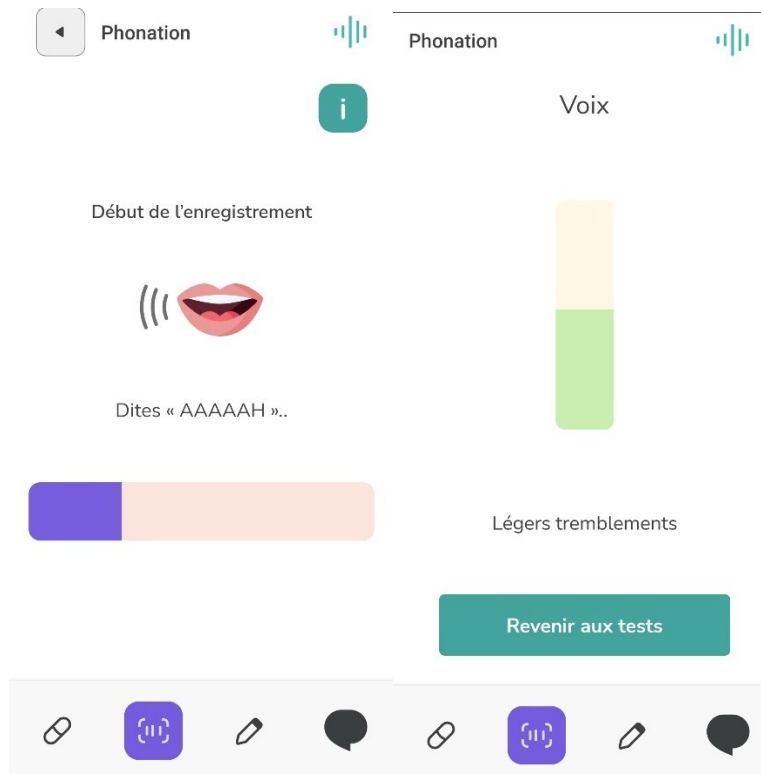 Phonation
i
Début de l'enregistrement
Dites « AAAAAH »..
Phonation
Voix
Légers tremblements
Revenir aux tests